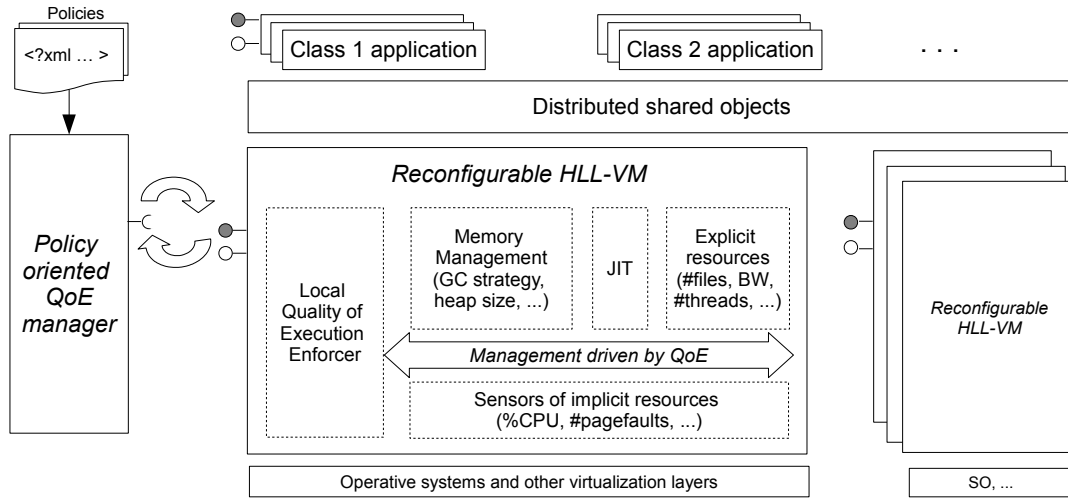 Policies
<?xml ... >
Class 1 application
Class 2 application
. . .
Distributed shared objects
Policy
oriented
QoE
manager
Reconfigurable HLL-VM
Local
Quality of
Execution
Enforcer
Memory
Management
(GC strategy,
heap size, ...)
JIT
Explicit
resources
(#files, BW,
#threads, ...)
Management driven by QoE
Sensors of implicit resources
(%CPU, #pagefaults, ...)
Reconfigurable
HLL-VM
Operative systems and other virtualization layers
SO, ...